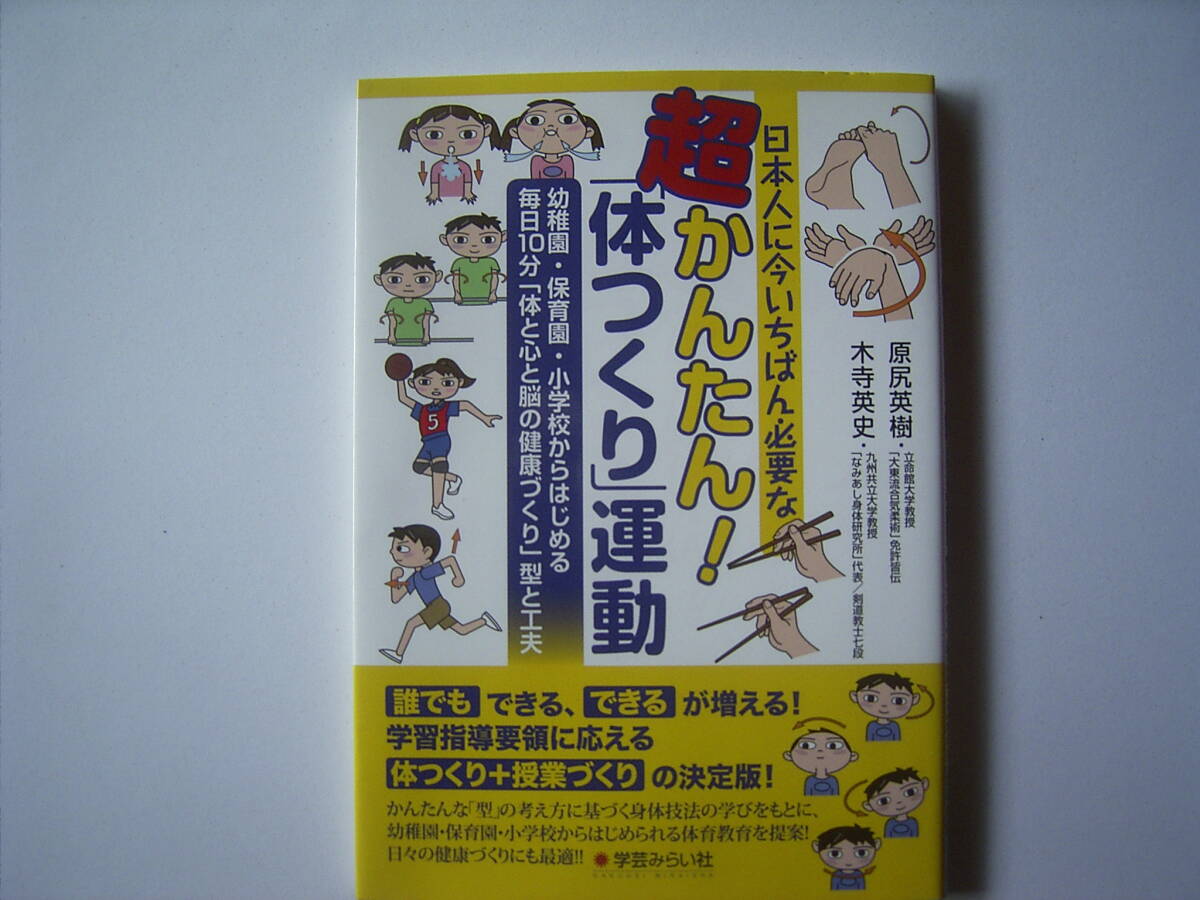 日本人に今いちばん必要な
超かんたん!
「体つくり」運動
幼稚園・保育園・小学校からはじめる
毎日10分「体と心と脳の健康づくり」型と工夫
原尻英樹・立命館大学教授
「大東流合気柔術」免許皆伝
木寺英史・九州共立大学教授
「なみあし身体研究所」代表/剣道教士七段
5
誰でも できる、できる が増える!
学習指導要領に応える
体つくり+授業づくり の決定版!
かんたんな「型」の考え方に基づく身体技法の学びをもとに、
幼稚園・保育園・小学校からはじめられる体育教育を提案!
日々の健康づくりにも最適!! 学芸みらい社
GAKUGEI MIRAISHA